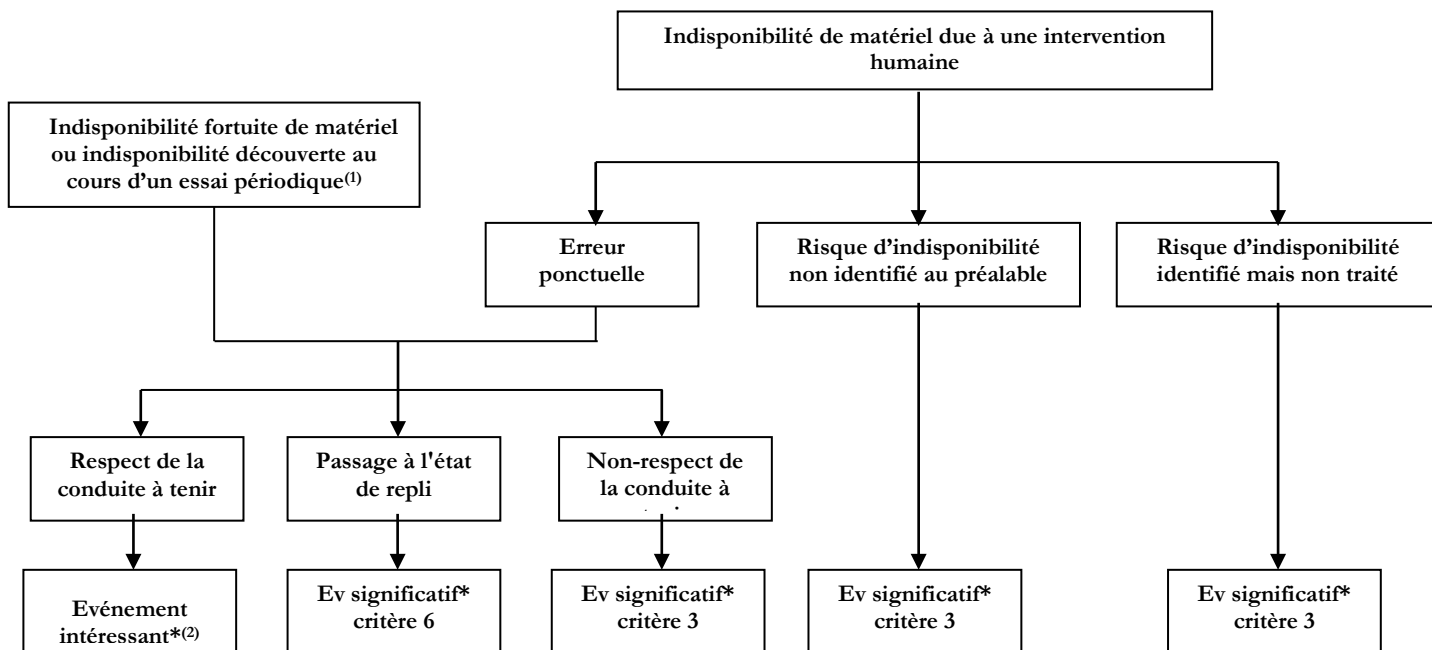 Indisponibilité de matériel due à une intervention
humaine
Indisponibilité fortuite de matériel
ou indisponibilité découverte au
cours d'un essai périodique(1)
Erreur
ponctuelle
Risque d'indisponibilité
non identifié au préalable
Risque d'indisponibilité
identifié mais non traité
Respect de la
conduite à tenir
Passage à l'état
de repli
Non-respect de
la conduite à
Evénement
intéressant*(2)
Ev significatif*
critère 6
Ev significatif*
critère 3
Ev significatif*
critère 3
Ev significatif*
critère 3